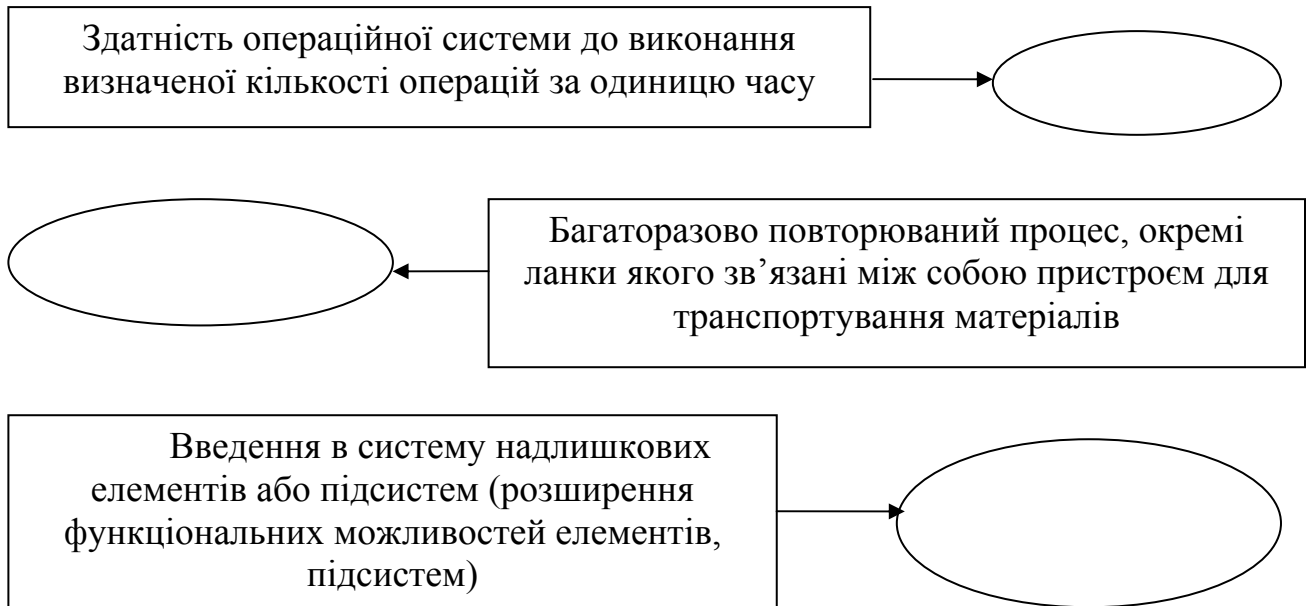 Здатність операційної системи до виконання
визначеної кількості операцій за одиницю часу
Багаторазово повторюваний процес, окремі
ланки якого зв’язані між собою пристроєм для
транспортування матеріалів
Введення в систему надлишкових
елементів або підсистем (розширення
функціональних можливостей елементів,
підсистем)